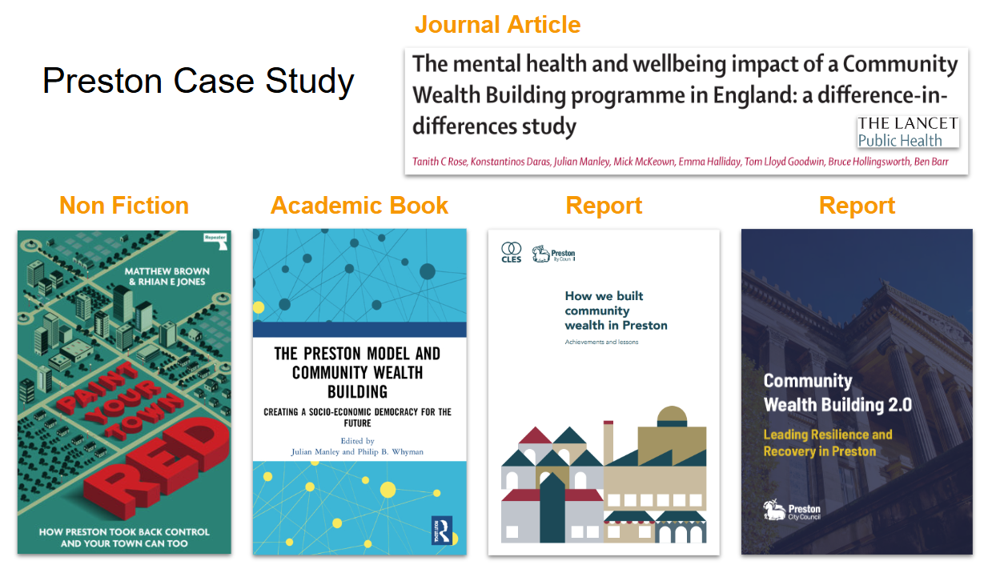 Journal Article
Preston Case Study
The mental health and wellbeing impact of a Community
Wealth Building programme in England: a difference-in-
differences study
THE LANCET
Public Health
Tanith C Rose, Konstantinos Daras, Julian Manley, Mick McKeown, Emma Halliday, Tom Lloyd Goodwin, Bruce Hollingsworth, Ben Barr
Non Fiction
Academic Book
Report
Report
Repeater
MATTHEW BROWN
& RHIAN E JONES
PAINT
YOUR
TOWN
RED
HOW PRESTON TOOK BACK CONTROL
AND YOUR TOWN CAN TOO
THE PRESTON MODEL AND
COMMUNITY WEALTH
BUILDING
CREATING A SOCIO-ECONOMIC DEMOCRACY FOR THE
FUTURE
Edited by
Julian Manley and Philip B. Whyman
ROUTLEDGE
CLES
Preston
City Council
How we built
community
wealth in Preston
Achievements and lessons
Community
Wealth Building 2.0
Leading Resilience and
Recovery in Preston
Preston
City Council